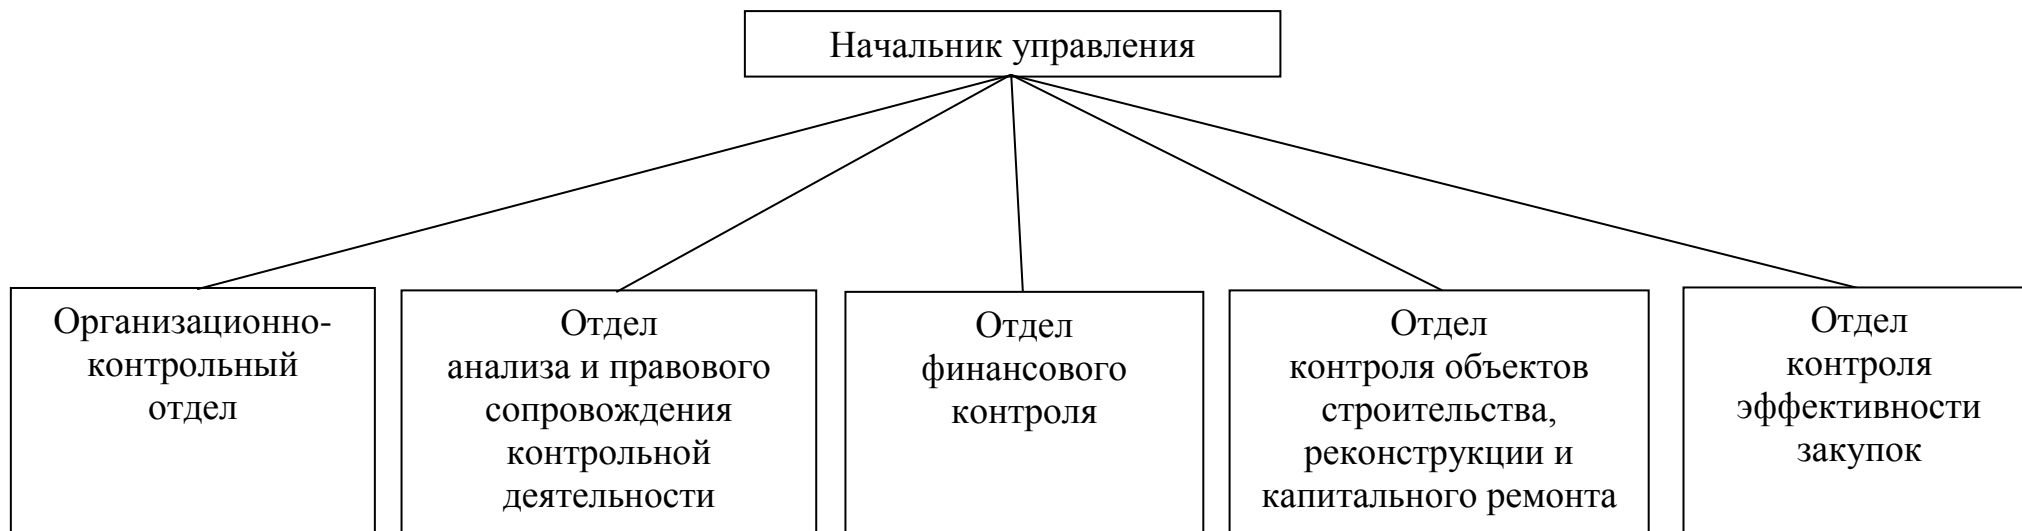 Начальник управления
Организационно-
контрольный
отдел
Отдел
анализа и правового
сопровождения
контрольной
деятельности
Отдел
финансового
контроля
Отдел
контроля объектов
строительства,
реконструкции и
капитального ремонта
Отдел
контроля
эффективности
закупок